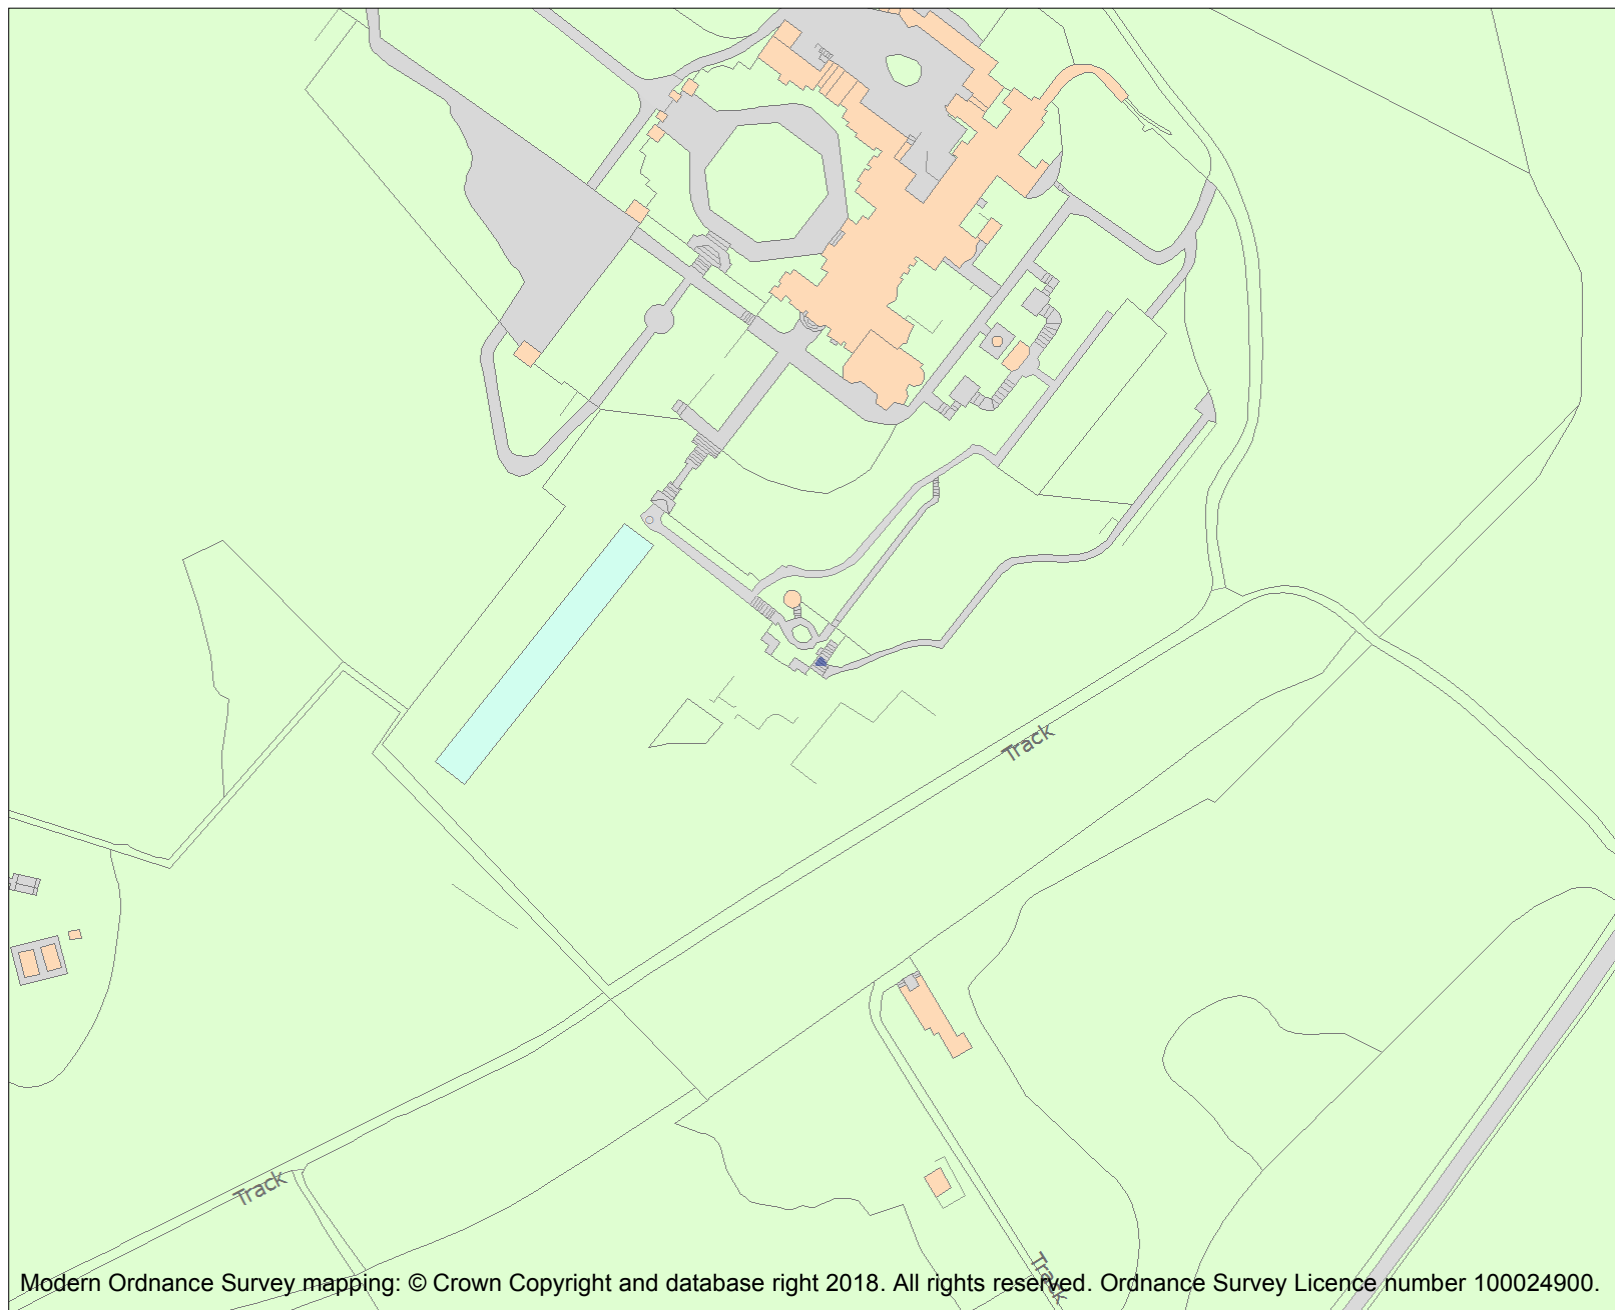 Track
Track
Track
Modern Ordnance Survey mapping: © Crown Copyright and database right 2018. All rights reserved. Ordnance Survey Licence number 100024900.